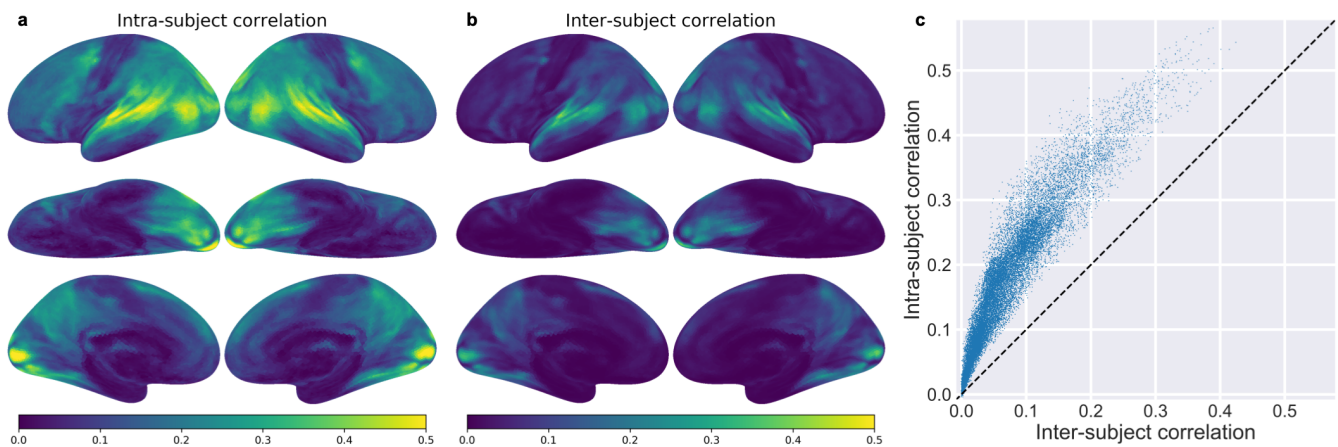 a
Intra-subject correlation
b
Inter-subject correlation
c
0.0 0.1 0.2 0.3 0.4 0.5
0.0 0.1 0.2 0.3 0.4 0.5
Intra-subject correlation
0.5
0.4
0.3
0.2
0.1
0.0
0.0 0.1 0.2 0.3 0.4 0.5
Inter-subject correlation